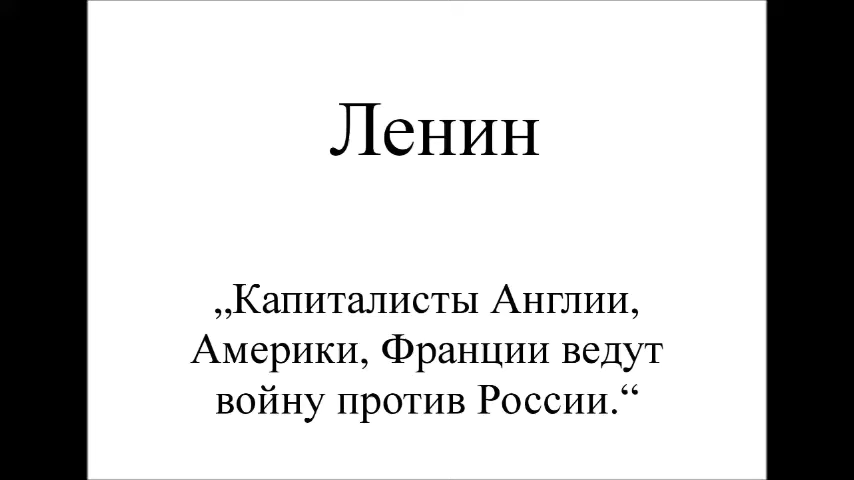 Ленин
„Капиталисты Англии,
Америки, Франции ведут
войну против России.“